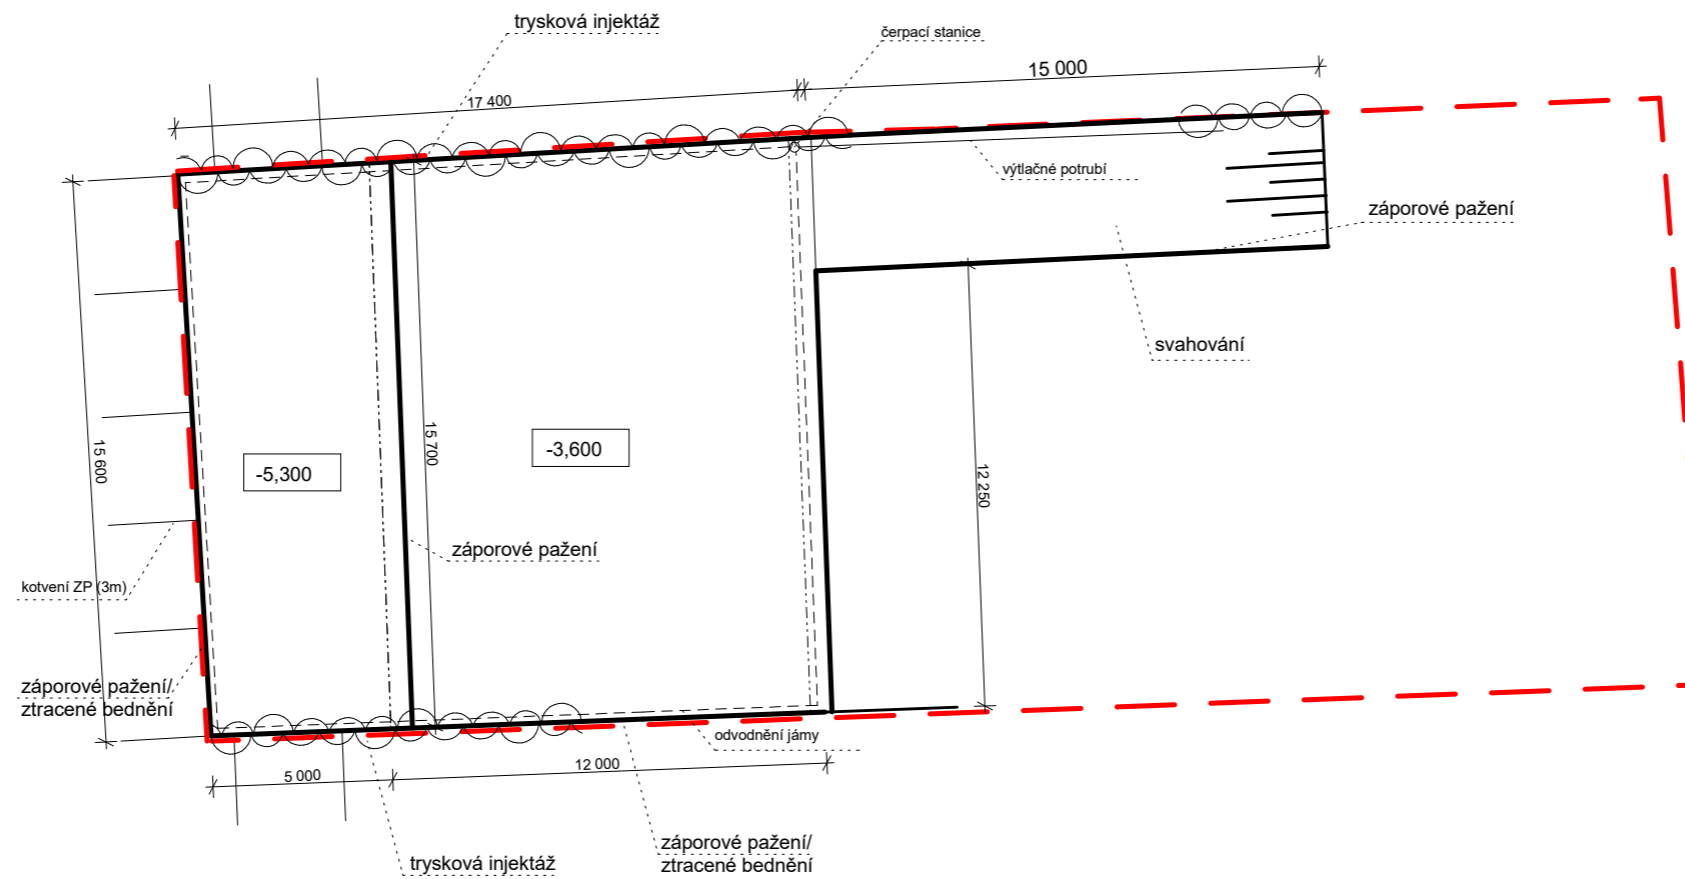 trysková injektáž
čerpací stanice
15 000
17 400
výtlačné potrubí
záporové pažení
svahování
15 600
15 700
-3,600
-5,300
12 250
záporové pažení
kotvení ZP (3m)
záporové pažení/
ztracené bednění
odvodnění jámy
5 000
12 000
záporové pažení/
ztracené bednění
trysková injektáž